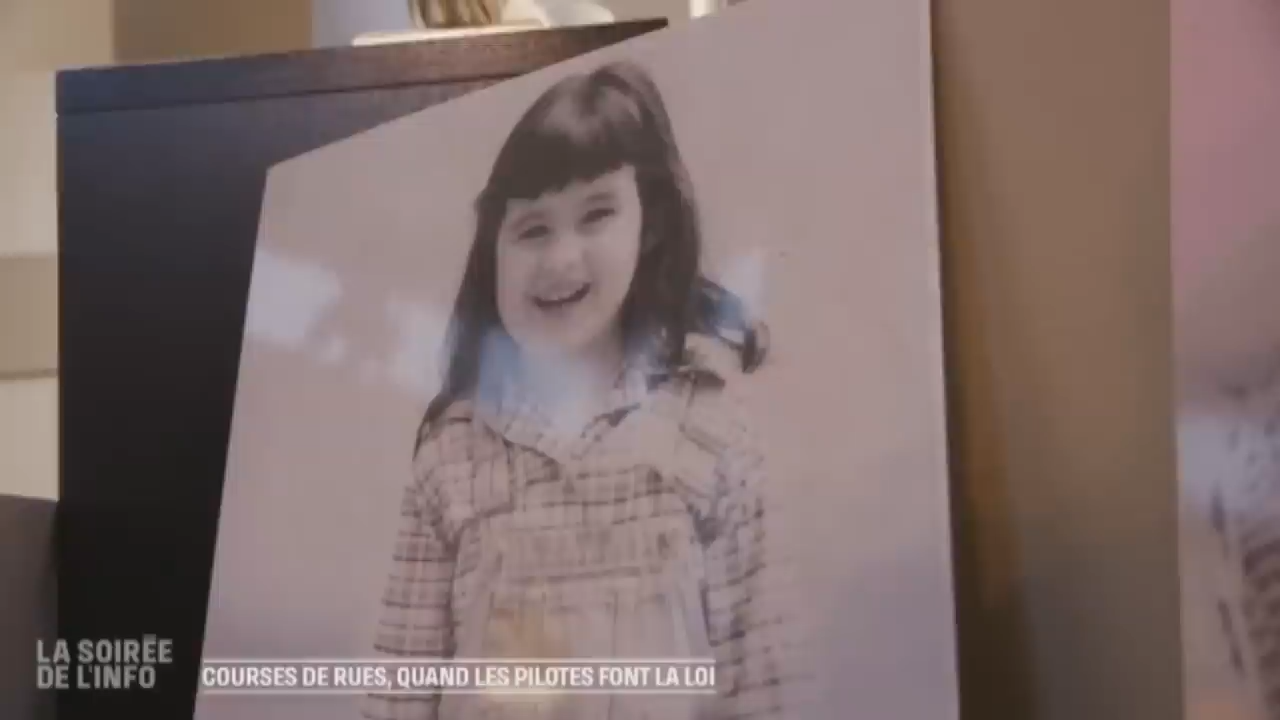 LA SOIRÉE
DE L'INFO
COURSES DE RUES, QUAND LES PILOTES FONT LA LOI